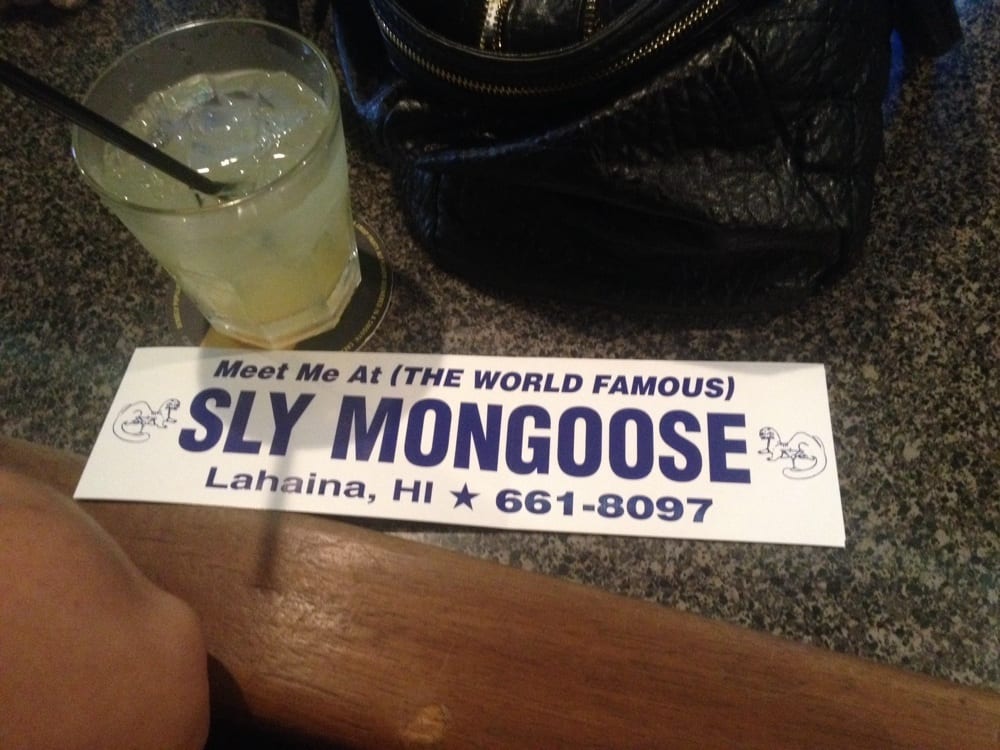 Meet Me At (THE WORLD FAMOUS)
SLY MONGOOSE
Lahaina, HI ★ 661-8097